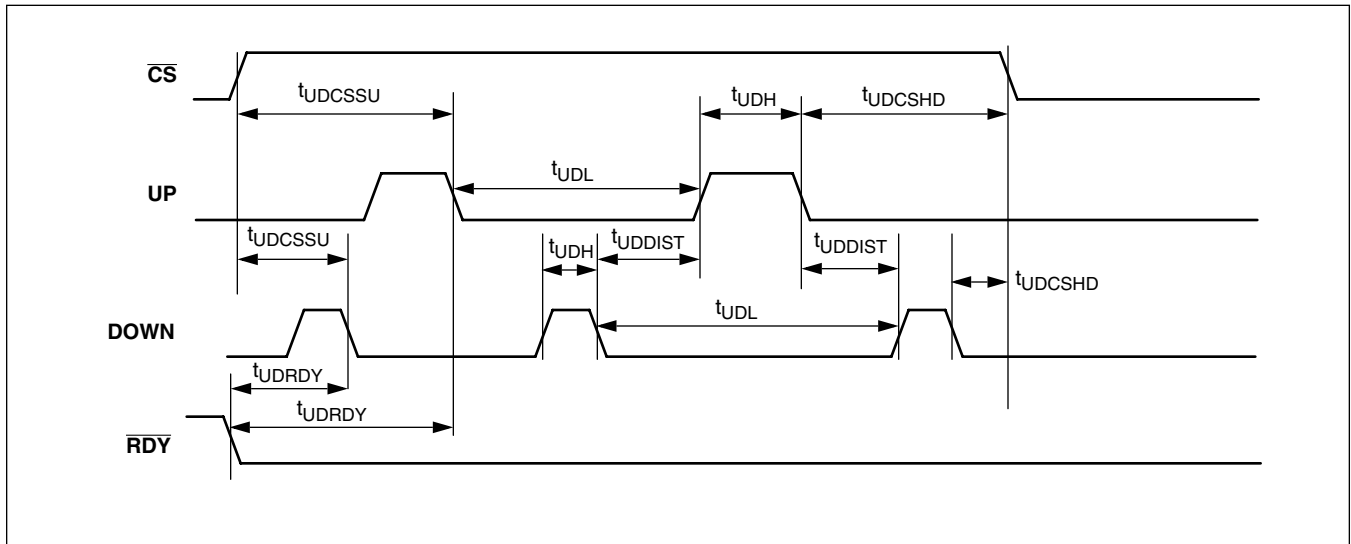 CS
tUDCSSU
tUDH
tUDCSHD
UP
tUDL
tUDCSSU
tUDH
tUDDIST
tUDDIST
tUDCSHD
DOWN
tUDL
tUDRDY
tUDRDY
RDY